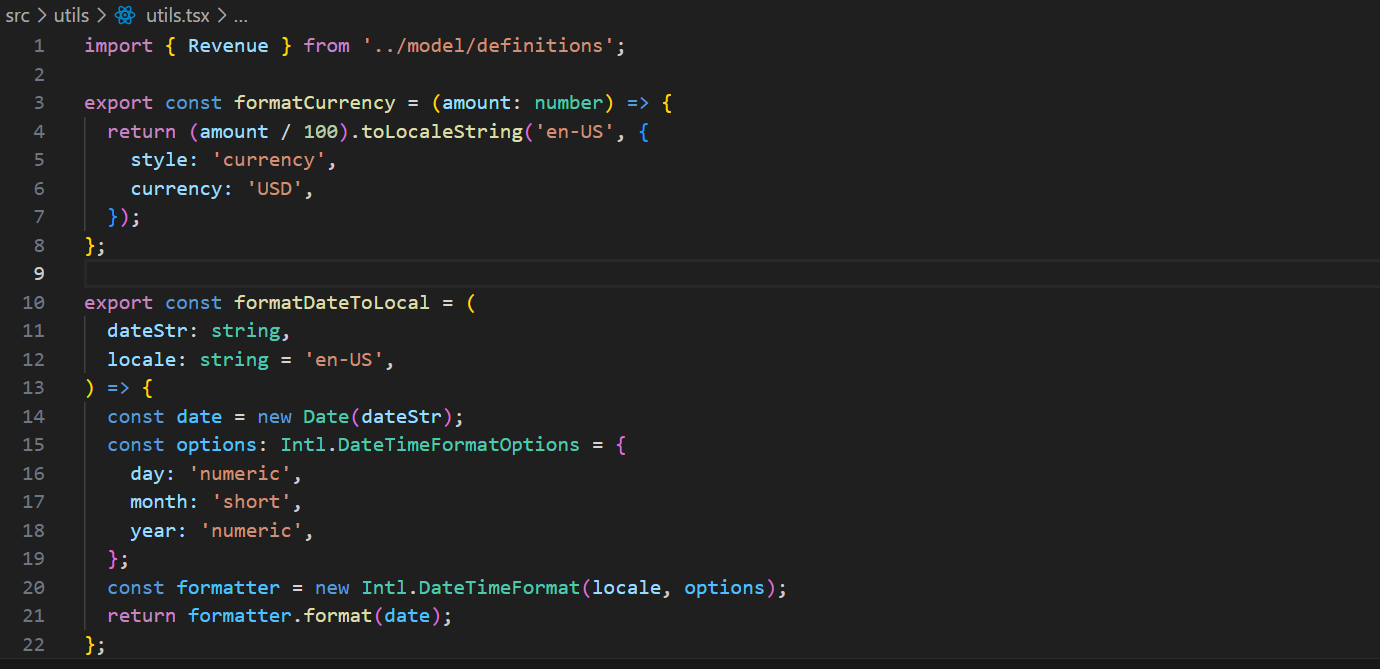 src > utils > utils.tsx > ...
1 import { Revenue } from '../model/definitions';
2
3 export const formatCurrency = (amount: number) => {
4   return (amount / 100).toLocaleString('en-US', {
5     style: 'currency',
6     currency: 'USD',
7   });
8 };
9
10 export const formatDateToLocal = (
11   dateStr: string,
12   locale: string = 'en-US',
13 ) => {
14   const date = new Date(dateStr);
15   const options: Intl.DateTimeFormatOptions = {
16     day: 'numeric',
17     month: 'short',
18     year: 'numeric',
19   };
20   const formatter = new Intl.DateTimeFormat(locale, options);
21   return formatter.format(date);
22 };